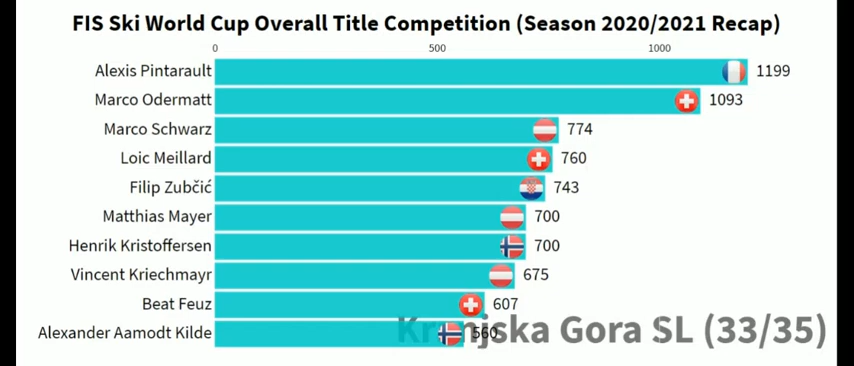 FIS Ski World Cup Overall Title Competition (Season 2020/2021 Recap)
0 500 1000
Alexis Pintarault 1199
Marco Odermatt 1093
Marco Schwarz 774
Loic Meillard 760
Filip Zubčić 743
Matthias Mayer 700
Henrik Kristoffersen 700
Vincent Kriechmayr 675
Beat Feuz 607
Alexander Aamodt Kilde 560
Kranjska Gora SL (33/35)